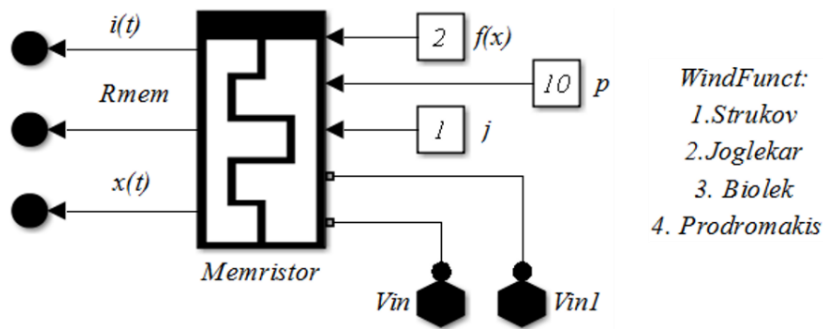 i(t)
Rmem
x(t)
2 f(x)
10 p
1 j
Memristor
Vin
Vin1
WindFunct:
1.Strukov
2.Joglekar
3. Biolek
4. Prodromakis